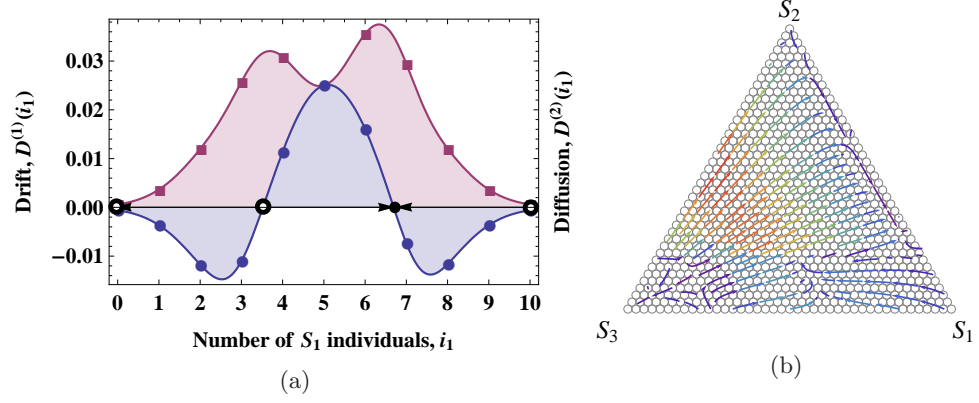 0.03
0.02
0.01
0.00
−0.01
Drift, D⁽¹⁾(i₁)
Diffusion, D⁽²⁾(i₁)
0 1 2 3 4 5 6 7 8 9 10
Number of S₁ individuals, i₁
(a)
S₂
S₃
S₁
(b)